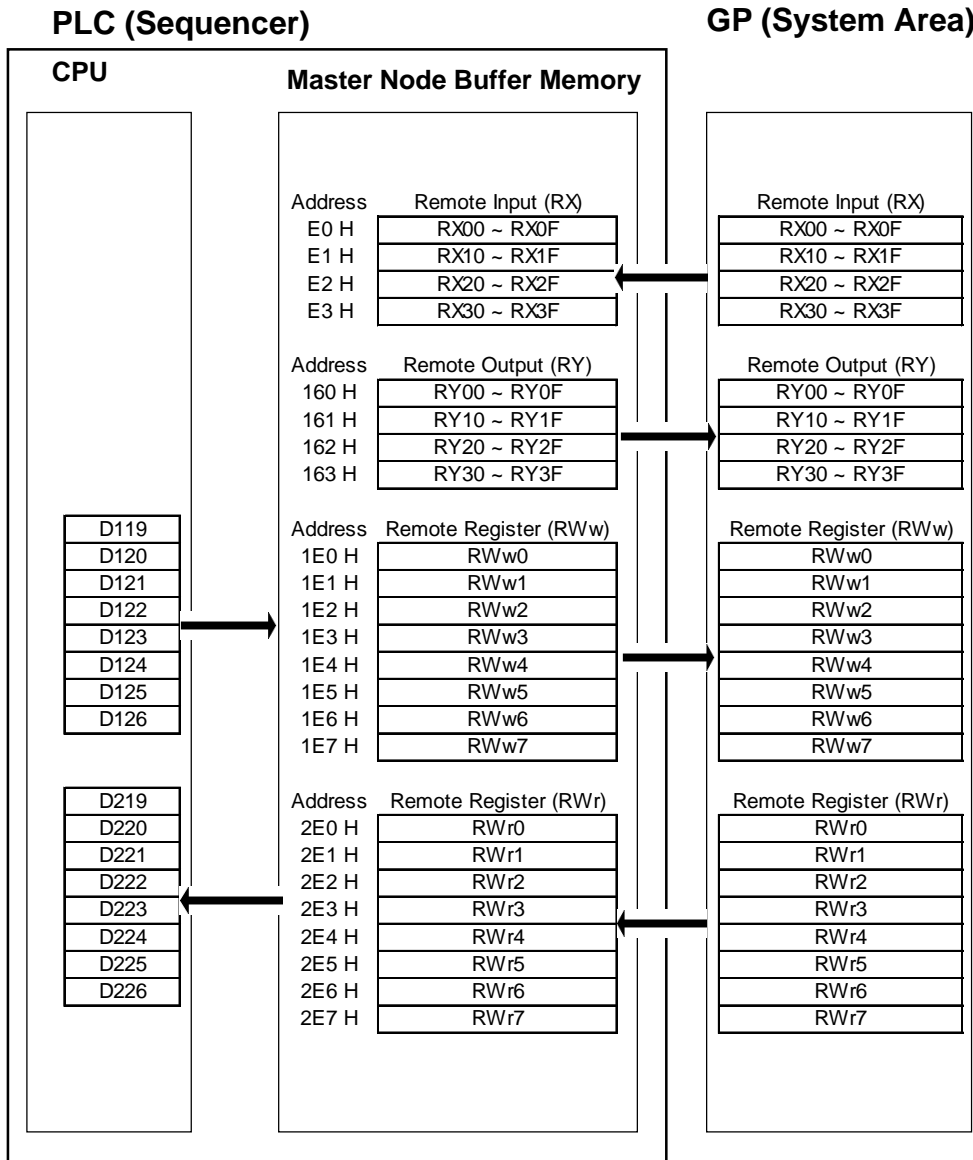 PLC (Sequencer) GP (System Area)
CPU Master Node Buffer Memory
Address Remote Input (RX) Remote Input (RX)
E0 H RX00 ~ RX0F RX00 ~ RX0F
E1 H RX10 ~ RX1F RX10 ~ RX1F
E2 H RX20 ~ RX2F RX20 ~ RX2F
E3 H RX30 ~ RX3F RX30 ~ RX3F
Address Remote Output (RY) Remote Output (RY)
160 H RY00 ~ RY0F RY00 ~ RY0F
161 H RY10 ~ RY1F RY10 ~ RY1F
162 H RY20 ~ RY2F RY20 ~ RY2F
163 H RY30 ~ RY3F RY30 ~ RY3F
D119 Address Remote Register (RWw) Remote Register (RWw)
D120 1E0 H RWw0 RWw0
D121 1E1 H RWw1 RWw1
D122 1E2 H RWw2 RWw2
D123 1E3 H RWw3 RWw3
D124 1E4 H RWw4 RWw4
D125 1E5 H RWw5 RWw5
D126 1E6 H RWw6 RWw6
1E7 H RWw7 RWw7
D219 Address Remote Register (RWr) Remote Register (RWr)
D220 2E0 H RWr0 RWr0
D221 2E1 H RWr1 RWr1
D222 2E2 H RWr2 RWr2
D223 2E3 H RWr3 RWr3
D224 2E4 H RWr4 RWr4
D225 2E5 H RWr5 RWr5
D226 2E6 H RWr6 RWr6
2E7 H RWr7 RWr7